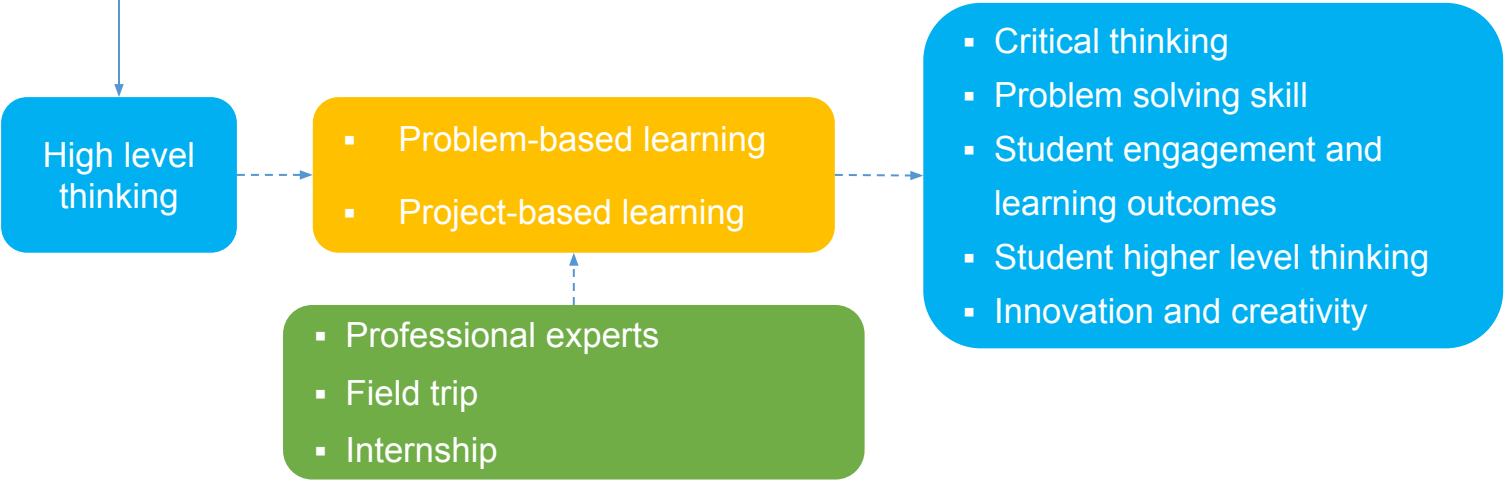 High level
thinking
▪ Problem-based learning
▪ Project-based learning
▪ Professional experts
▪ Field trip
▪ Internship
▪ Critical thinking
▪ Problem solving skill
▪ Student engagement and
learning outcomes
▪ Student higher level thinking
▪ Innovation and creativity